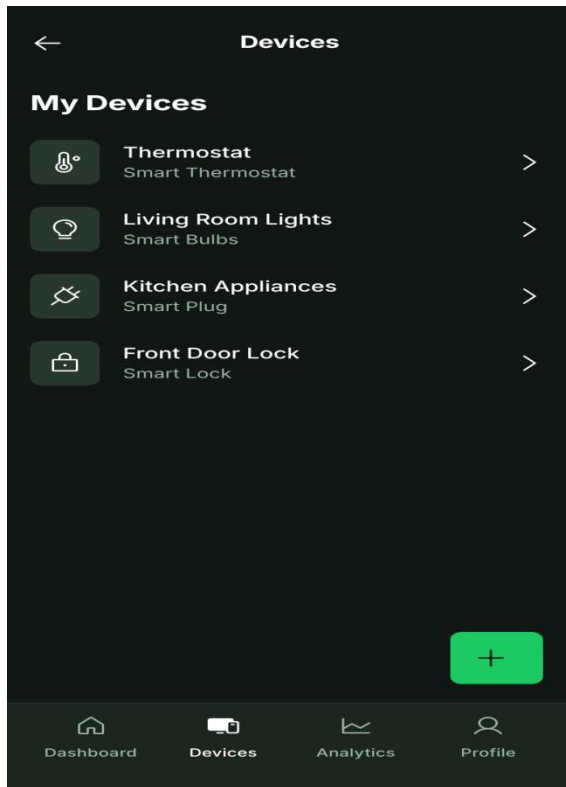 Devices
My Devices
Thermostat
Smart Thermostat
Living Room Lights
Smart Bulbs
Kitchen Appliances
Smart Plug
Front Door Lock
Smart Lock
Dashboard
Devices
Analytics
Profile